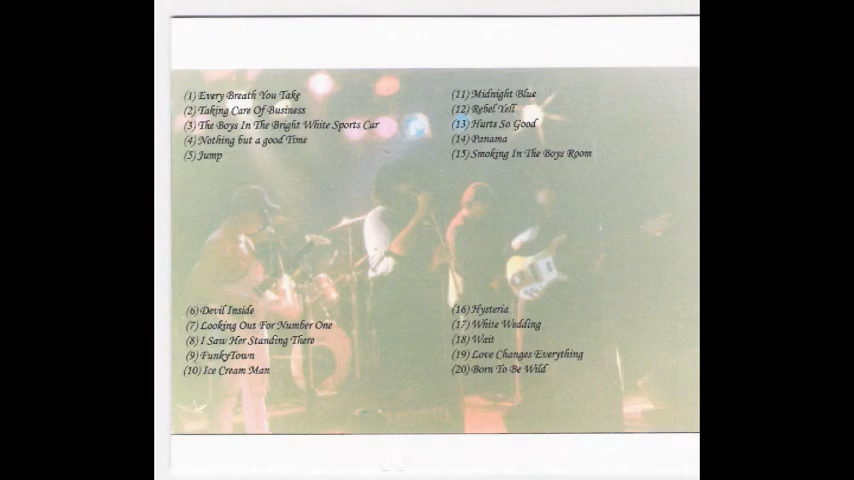 (1) Every Breath You Take
(2) Taking Care Of Business
(3) The Boys In The Bright White Sports Car
(4) Nothing but a good Time
(5) Jump
(6) Devil Inside
(7) Looking Out For Number One
(8) I Saw Her Standing There
(9) FunkyTown
(10) Ice Cream Man
(11) Midnight Blue
(12) Rebel Yell
(13) Hurts So Good
(14) Panama
(15) Smoking In The Boys Room
(16) Hysteria
(17) White Wedding
(18) Wait
(19) Love Changes Everything
(20) Born To Be Wild